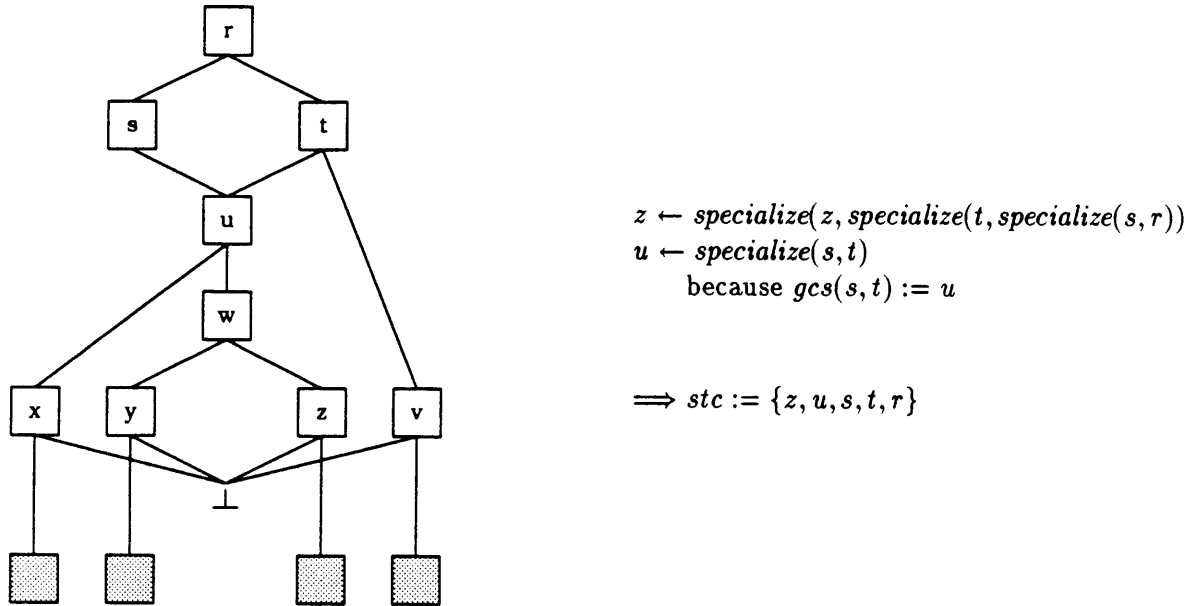 r
s t
u
w
x y z v
⊥
z ← specialize(z, specialize(t, specialize(s, r))
u ← specialize(s, t)
because gcs(s, t) := u
⟹ stc := {z, u, s, t, r}